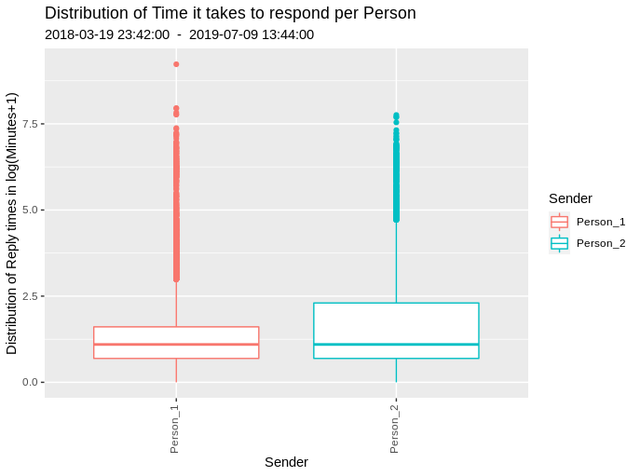 Distribution of Time it takes to respond per Person
2018-03-19 23:42:00  -  2019-07-09 13:44:00
Distribution of Reply times in log(Minutes+1)
7.5
5.0
2.5
0.0
Person_1
Person_2
Sender
Sender
Person_1
Person_2